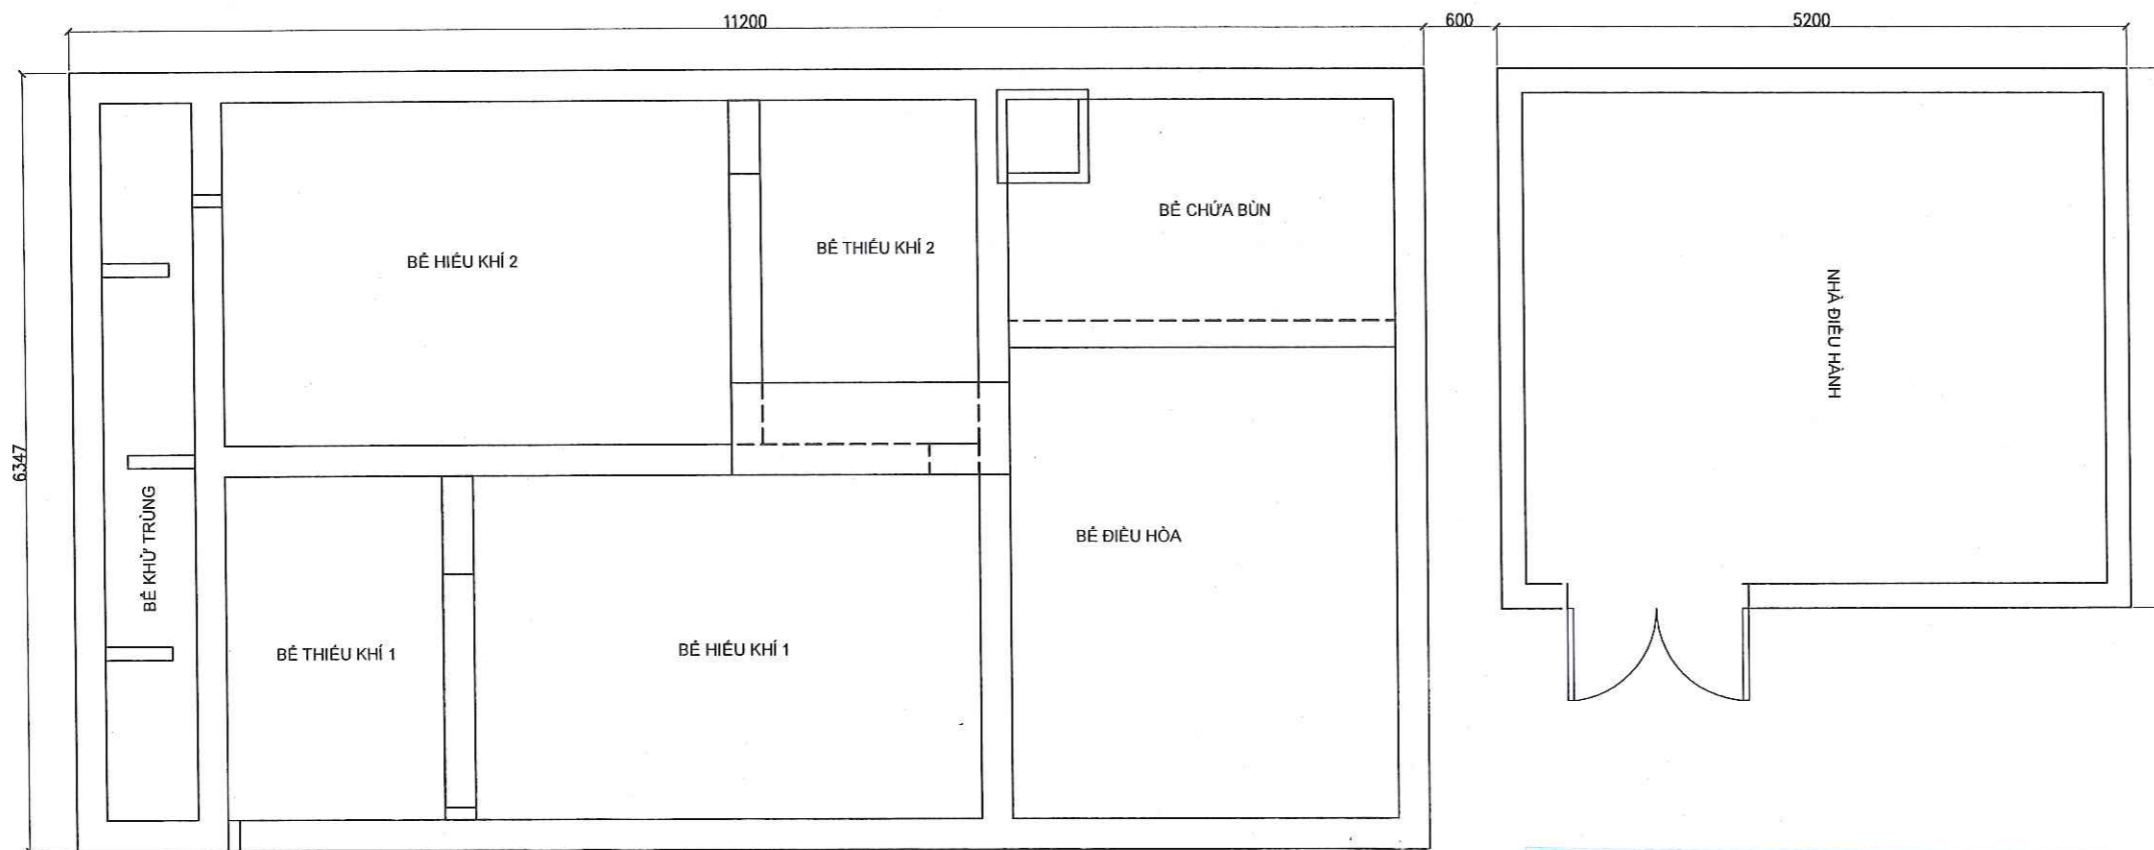 11200
600
5200
6347
BỂ CHỨA BÙN
BỂ THIẾU KHÍ 2
BỂ HIẾU KHÍ 2
NHÀ ĐIỀU HÀNH
BỂ KHỬ TRÙNG
BỂ ĐIỀU HÒA
BỂ THIẾU KHÍ 1
BỂ HIẾU KHÍ 1